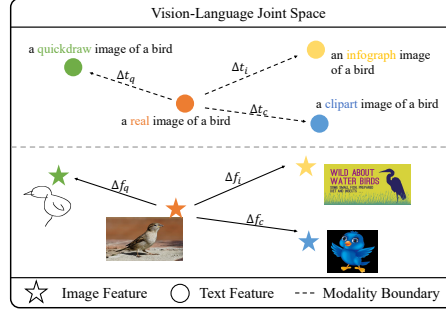 Vision-Language Joint Space
a quickdraw image of a bird
Δt_q
Δt_i
an infograph image
of a bird
a clipart image of a bird
Δt_c
a real image of a bird
Δf_q
Δf_i
WILD ABOUT
WATER BIRDS
Δf_c
Image Feature
Text Feature
Modality Boundary